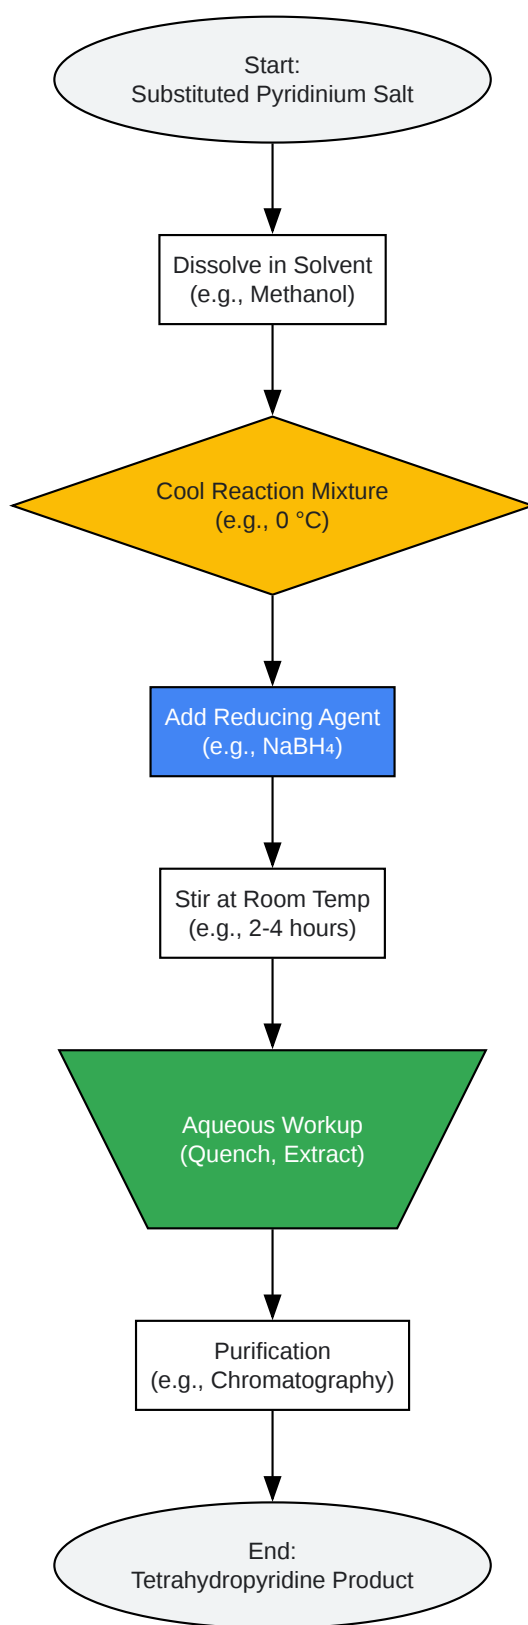 Start:
Substituted Pyridinium Salt
Dissolve in Solvent
(e.g., Methanol)
Cool Reaction Mixture
(e.g., 0 °C)
Add Reducing Agent
(e.g., NaBH₄)
Stir at Room Temp
(e.g., 2-4 hours)
Aqueous Workup
(Quench, Extract)
Purification
(e.g., Chromatography)
End:
Tetrahydropyridine Product